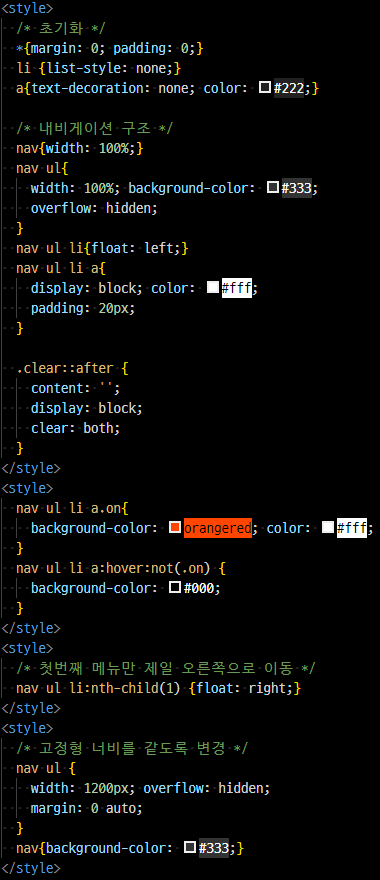 <style>
/* 초기화 */
*{margin: 0; padding: 0;}
li {list-style: none;}
a{text-decoration: none; color: #222;}
/* 내비게이션 구조 */
nav{width: 100%;}
nav ul{
width: 100%; background-color: #333;
overflow: hidden;
}
nav ul li{float: left;}
nav ul li a{
display: block; color: #fff;
padding: 20px;
}
.clear::after {
content: '';
display: block;
clear: both;
}
</style>
<style>
nav ul li a.on{
background-color: orangered; color: #fff;
}
nav ul li a:hover:not(.on) {
background-color: #000;
}
</style>
<style>
/* 첫번째 메뉴만 제일 오른쪽으로 이동 */
nav ul li:nth-child(1) {float: right;}
</style>
<style>
/* 고정형 너비를 같도록 변경 */
nav ul {
width: 1200px; overflow: hidden;
margin: 0 auto;
}
nav{background-color: #333;}
</style>